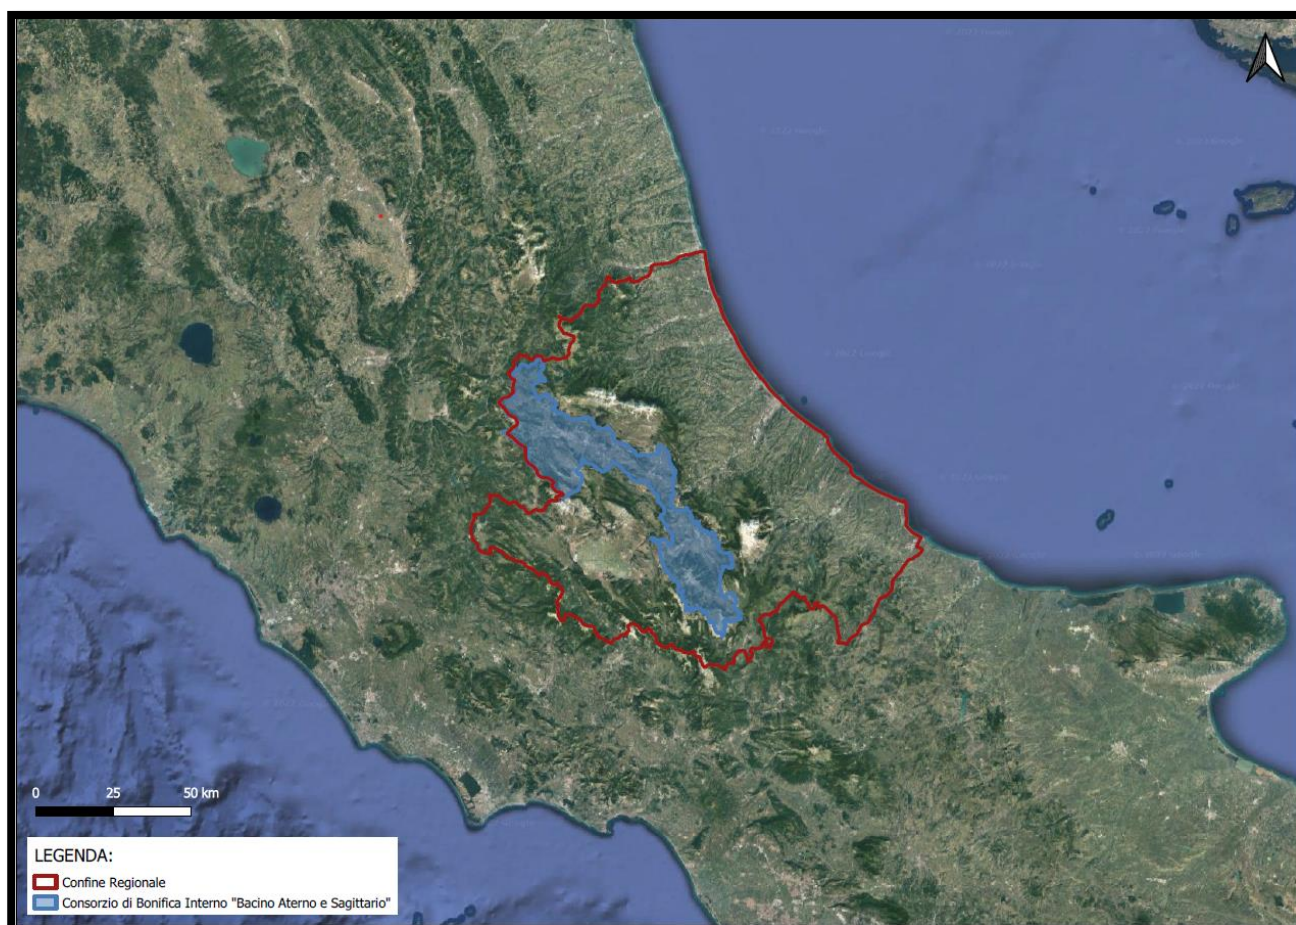 0 25 50 km
LEGENDA:
Confine Regionale
Consorzio di Bonifica Interno "Bacino Aterno e Sagittario"